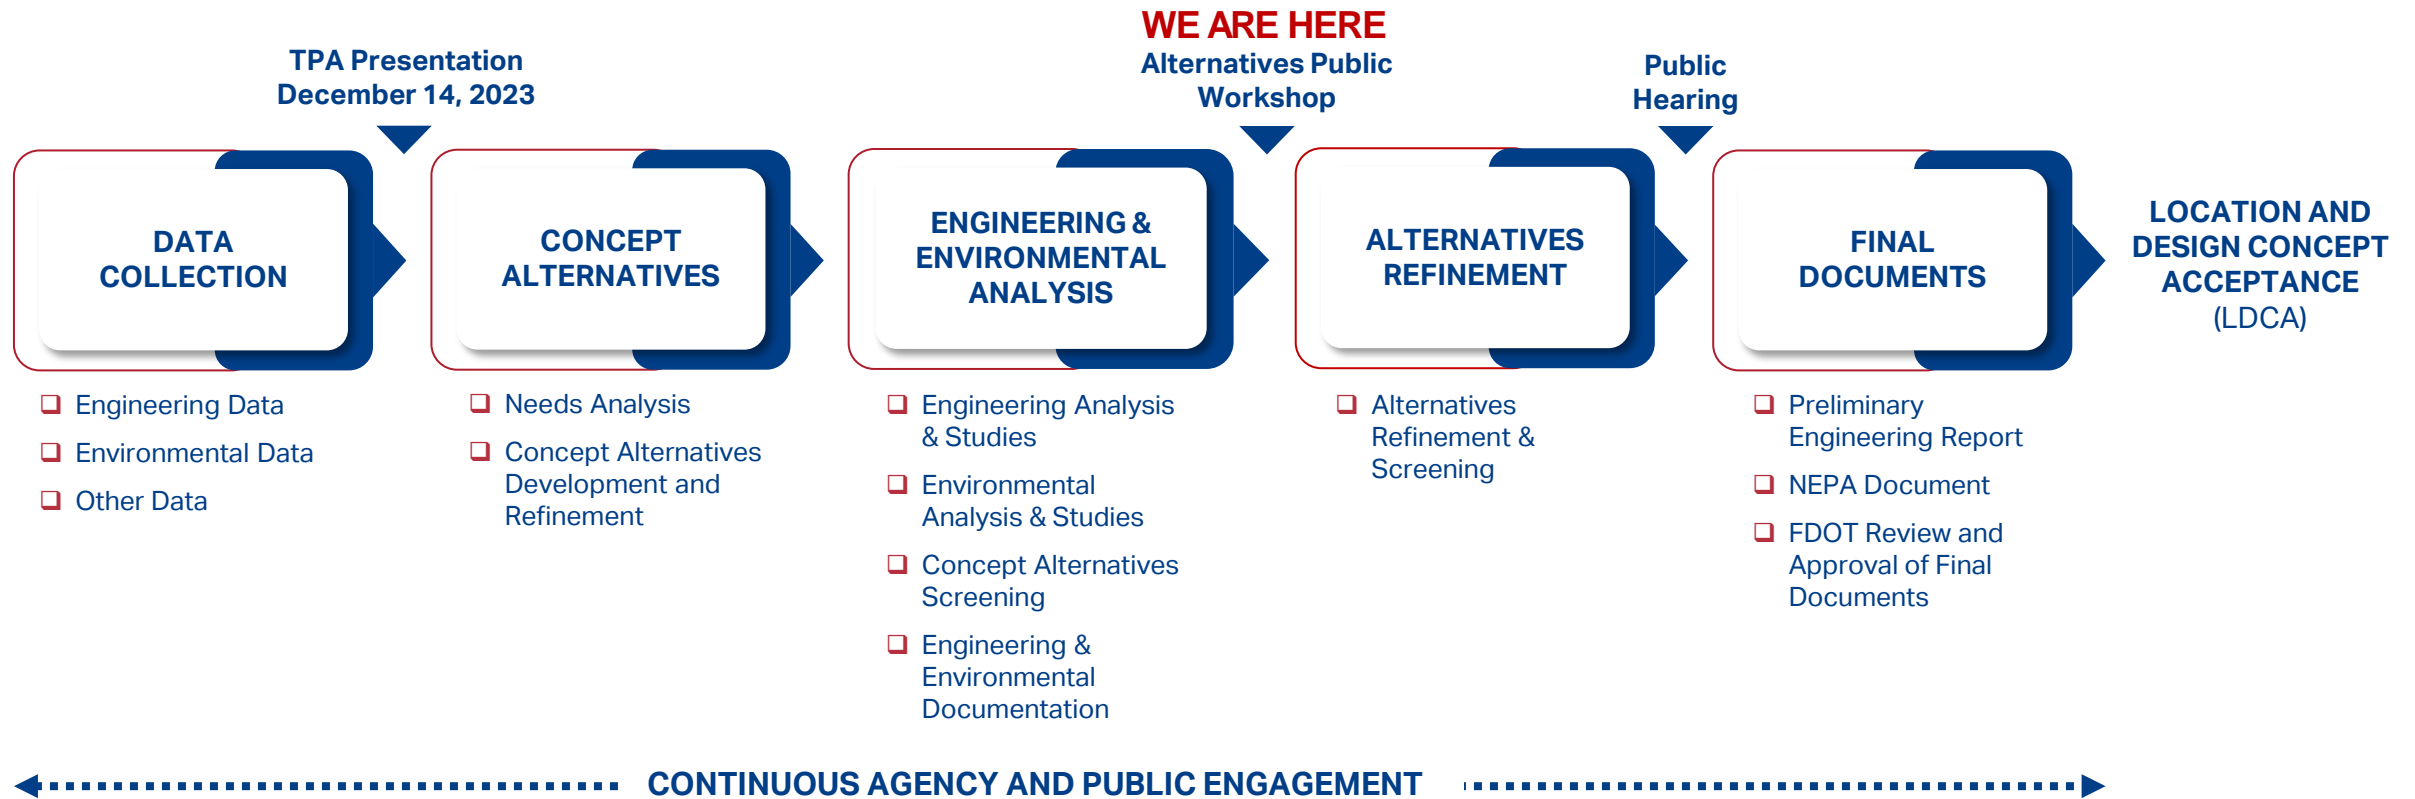 WE ARE HERE
TPA Presentation
December 14, 2023
Alternatives Public
Workshop
Public
Hearing
DATA
COLLECTION
CONCEPT
ALTERNATIVES
ENGINEERING &
ENVIRONMENTAL
ANALYSIS
ALTERNATIVES
REFINEMENT
FINAL
DOCUMENTS
LOCATION AND
DESIGN CONCEPT
ACCEPTANCE
(LDCA)
Engineering Data
Environmental Data
Other Data
Needs Analysis
Concept Alternatives
Development and
Refinement
Engineering Analysis
& Studies
Environmental
Analysis & Studies
Concept Alternatives
Screening
Engineering &
Environmental
Documentation
Alternatives
Refinement &
Screening
Preliminary
Engineering Report
NEPA Document
FDOT Review and
Approval of Final
Documents
CONTINUOUS AGENCY AND PUBLIC ENGAGEMENT